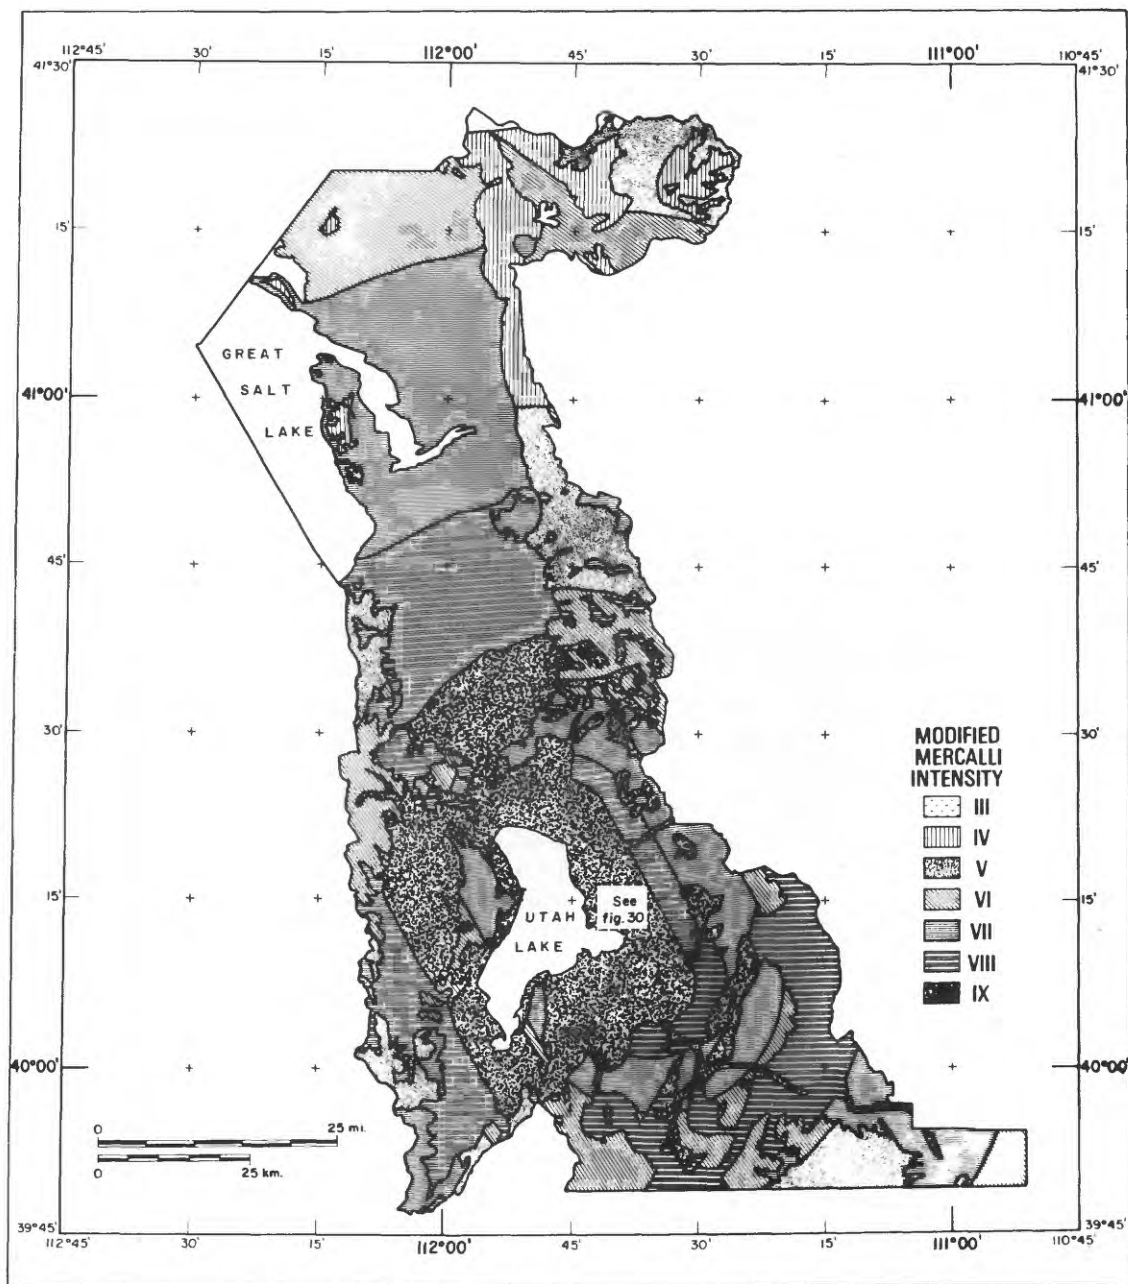 112°45' 30' 15' 112°00' 45' 30' 15' 111°00' 110°45'
41°30' 41°30'
15' 15'
GREAT
SALT
LAKE
41°00' 41°00'
45' 45'
30' 30'
MODIFIED
MERCALLI
INTENSITY
III
IV
V
VI
VII
VIII
IX
15' 15'
See
fig. 30
UTAH
LAKE
40°00' 40°00'
0 25 mi.
0 25 km.
39°45' 39°45'
112°45' 30' 15' 112°00' 45' 30' 15' 111°00' 110°45'